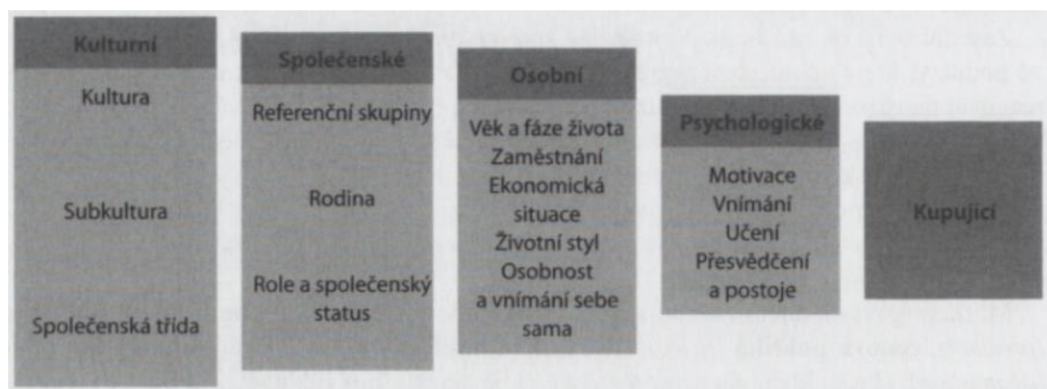 Kulturní
Kultura
Subkultura
Společenská třída
Společenské
Referenční skupiny
Rodina
Role a společenský
status
Osobní
Věk a fáze života
Zaměstnání
Ekonomická
situace
Životní styl
Osobnost
a vnímání sebe
sama
Psychologické
Motivace
Vnímání
Učení
Přesvědčení
a postoje
Kupující